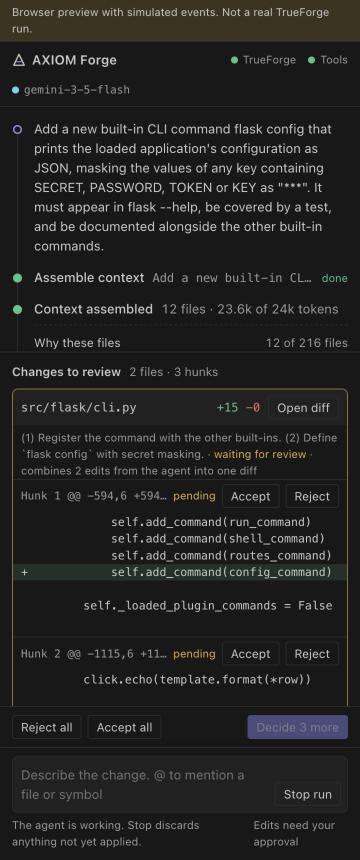 Browser preview with simulated events. Not a real TrueForge
run.
AXIOM Forge
TrueForge
Tools
gemini-3-5-flash
Add a new built-in CLI command flask config that
prints the loaded application's configuration as
JSON, masking the values of any key containing
SECRET, PASSWORD, TOKEN or KEY as "***". It
must appear in flask --help, be covered by a test,
and be documented alongside the other built-in
commands.
Assemble context Add a new built-in CL… done
Context assembled 12 files · 23.6k of 24k tokens
Why these files 12 of 216 files
Changes to review 2 files · 3 hunks
src/flask/cli.py +15 −0 Open diff
(1) Register the command with the other built-ins. (2) Define
`flask config` with secret masking. · waiting for review ·
combines 2 edits from the agent into one diff
Hunk 1 @@ -594,6 +594… pending Accept Reject
self.add_command(run_command)
self.add_command(shell_command)
self.add_command(routes_command)
+ self.add_command(config_command)
self._loaded_plugin_commands = False
Hunk 2 @@ -1115,6 +11… pending Accept Reject
click.echo(template.format(*row))
Reject all Accept all Decide 3 more
Describe the change. @ to mention a
file or symbol
Stop run
The agent is working. Stop discards
anything not yet applied.
Edits need your
approval